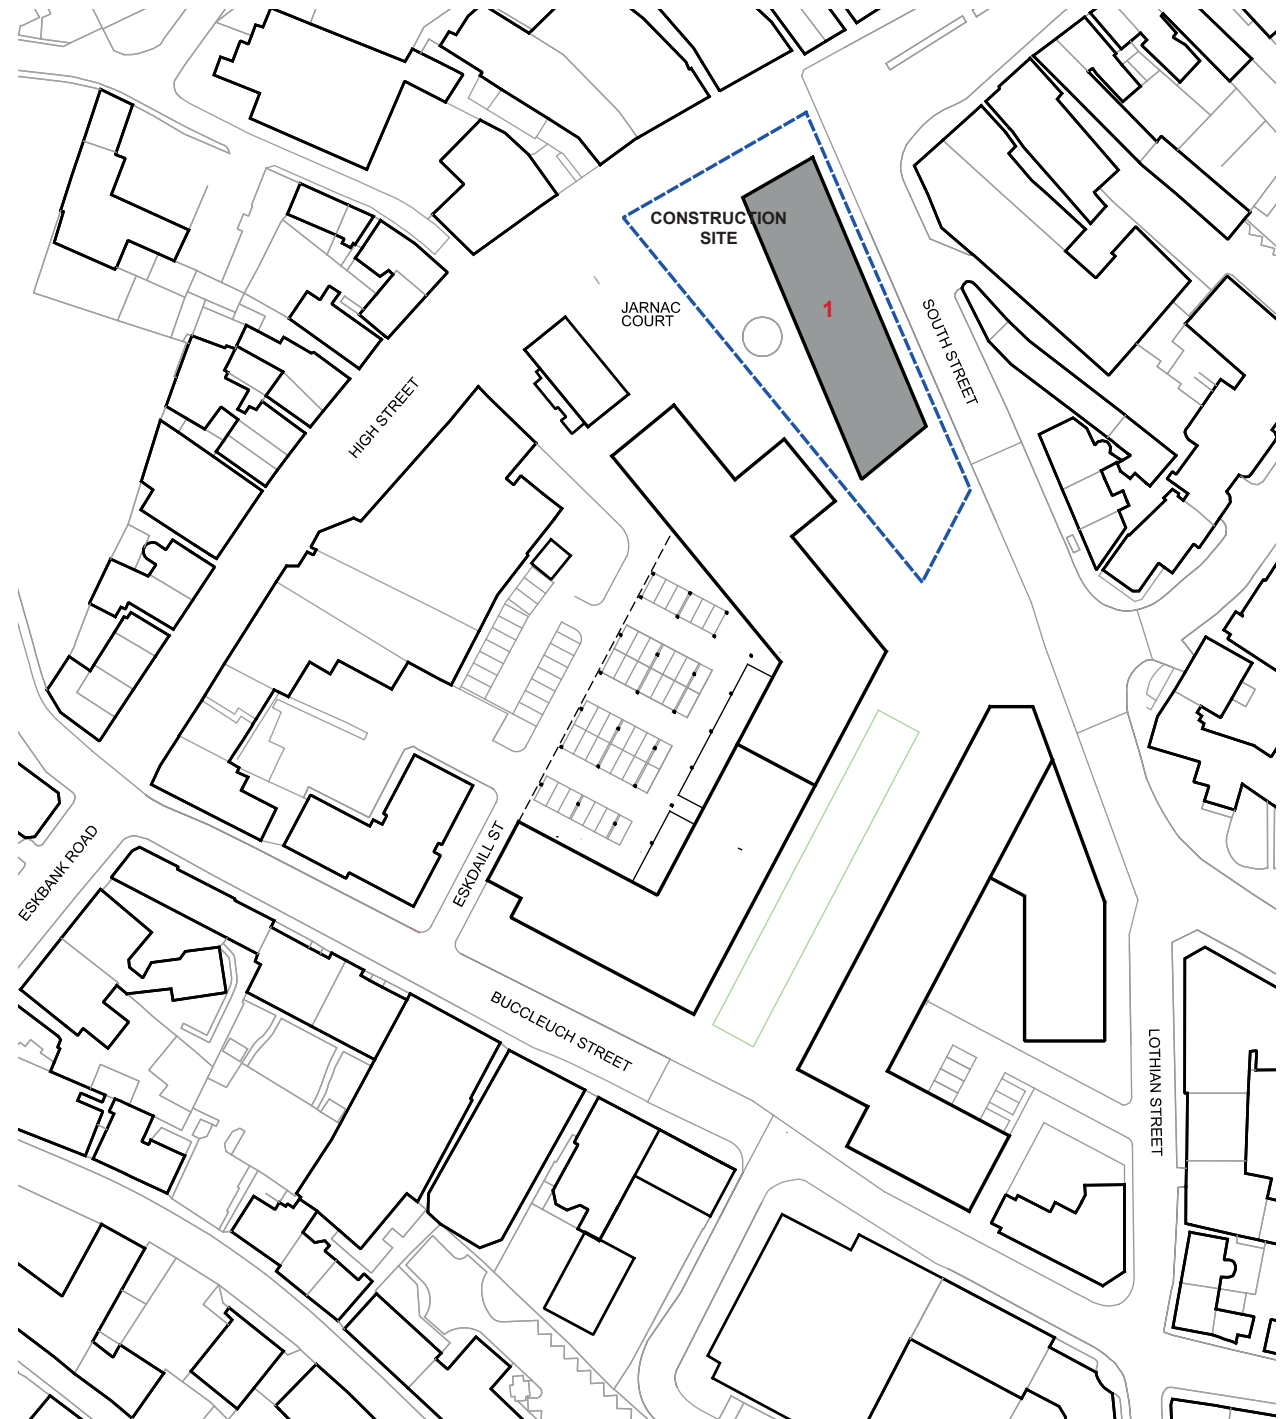 CONSTRUCTION
SITE
1
JARNAC
COURT
SOUTH STREET
HIGH STREET
ESKBANK ROAD
ESKDAILL ST
BUCCLEUCH STREET
LOTHIAN STREET